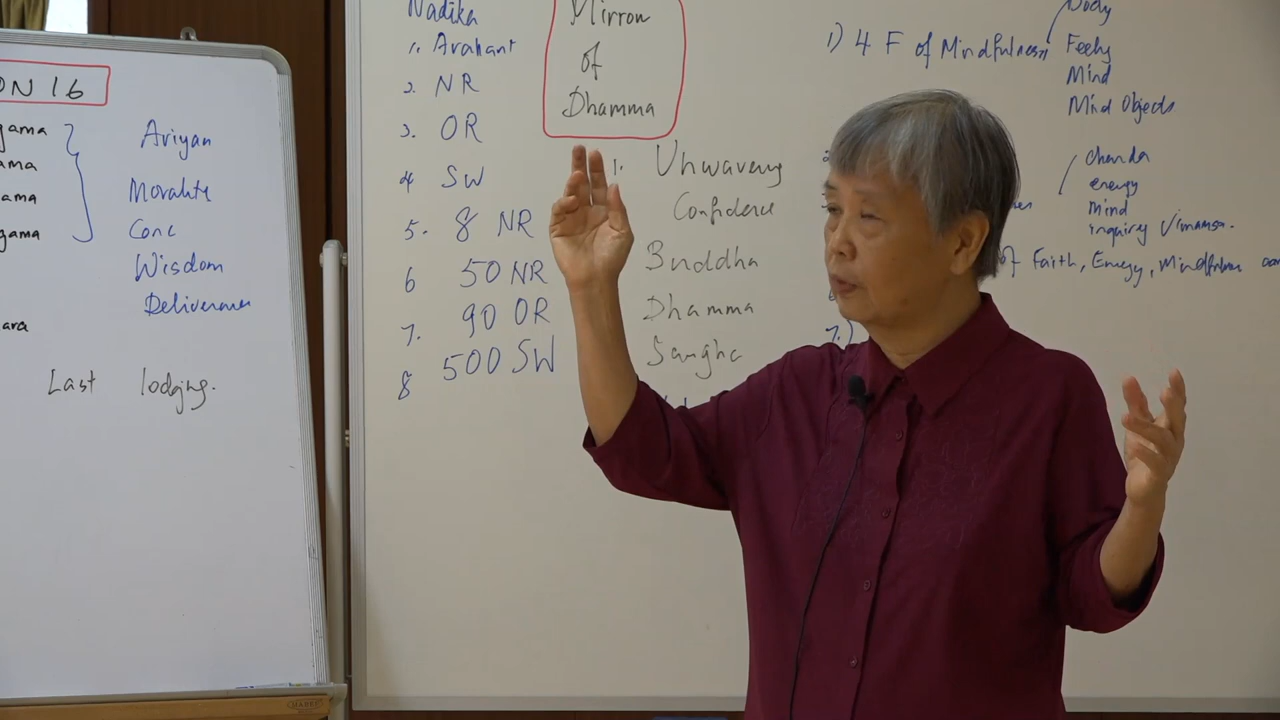 ON 16
gama
ama
ama
gama
ara
Ariyan
Moralite
Conc
Wisdom
Deliverance
Last lodging.
Nadika
1. Arahant
2. NR
3. OR
4 SW
5. 8 NR
6 50 NR
7. 90 OR
8 500 SW
Mirror
of
Dhamma
1. Unwavering
Confidence
Buddha
Dhamma
Sangha
1) 4 F of Mindfulness
Body
Feely
Mind
Mind Objects
Chanda
energy
Mind
inquiry Vimamsa.
of Faith, Energy, Mindfulness
7.)